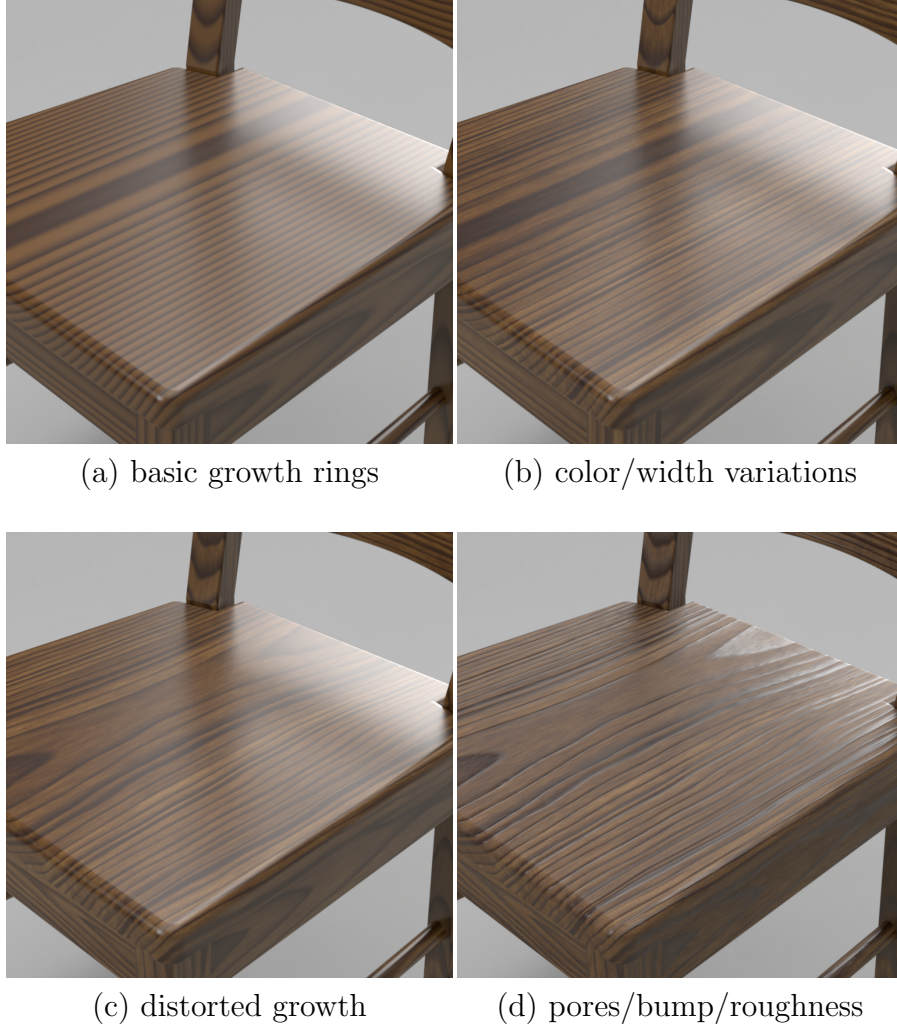 (a) basic growth rings
(b) color/width variations
(c) distorted growth
(d) pores/bump/roughness